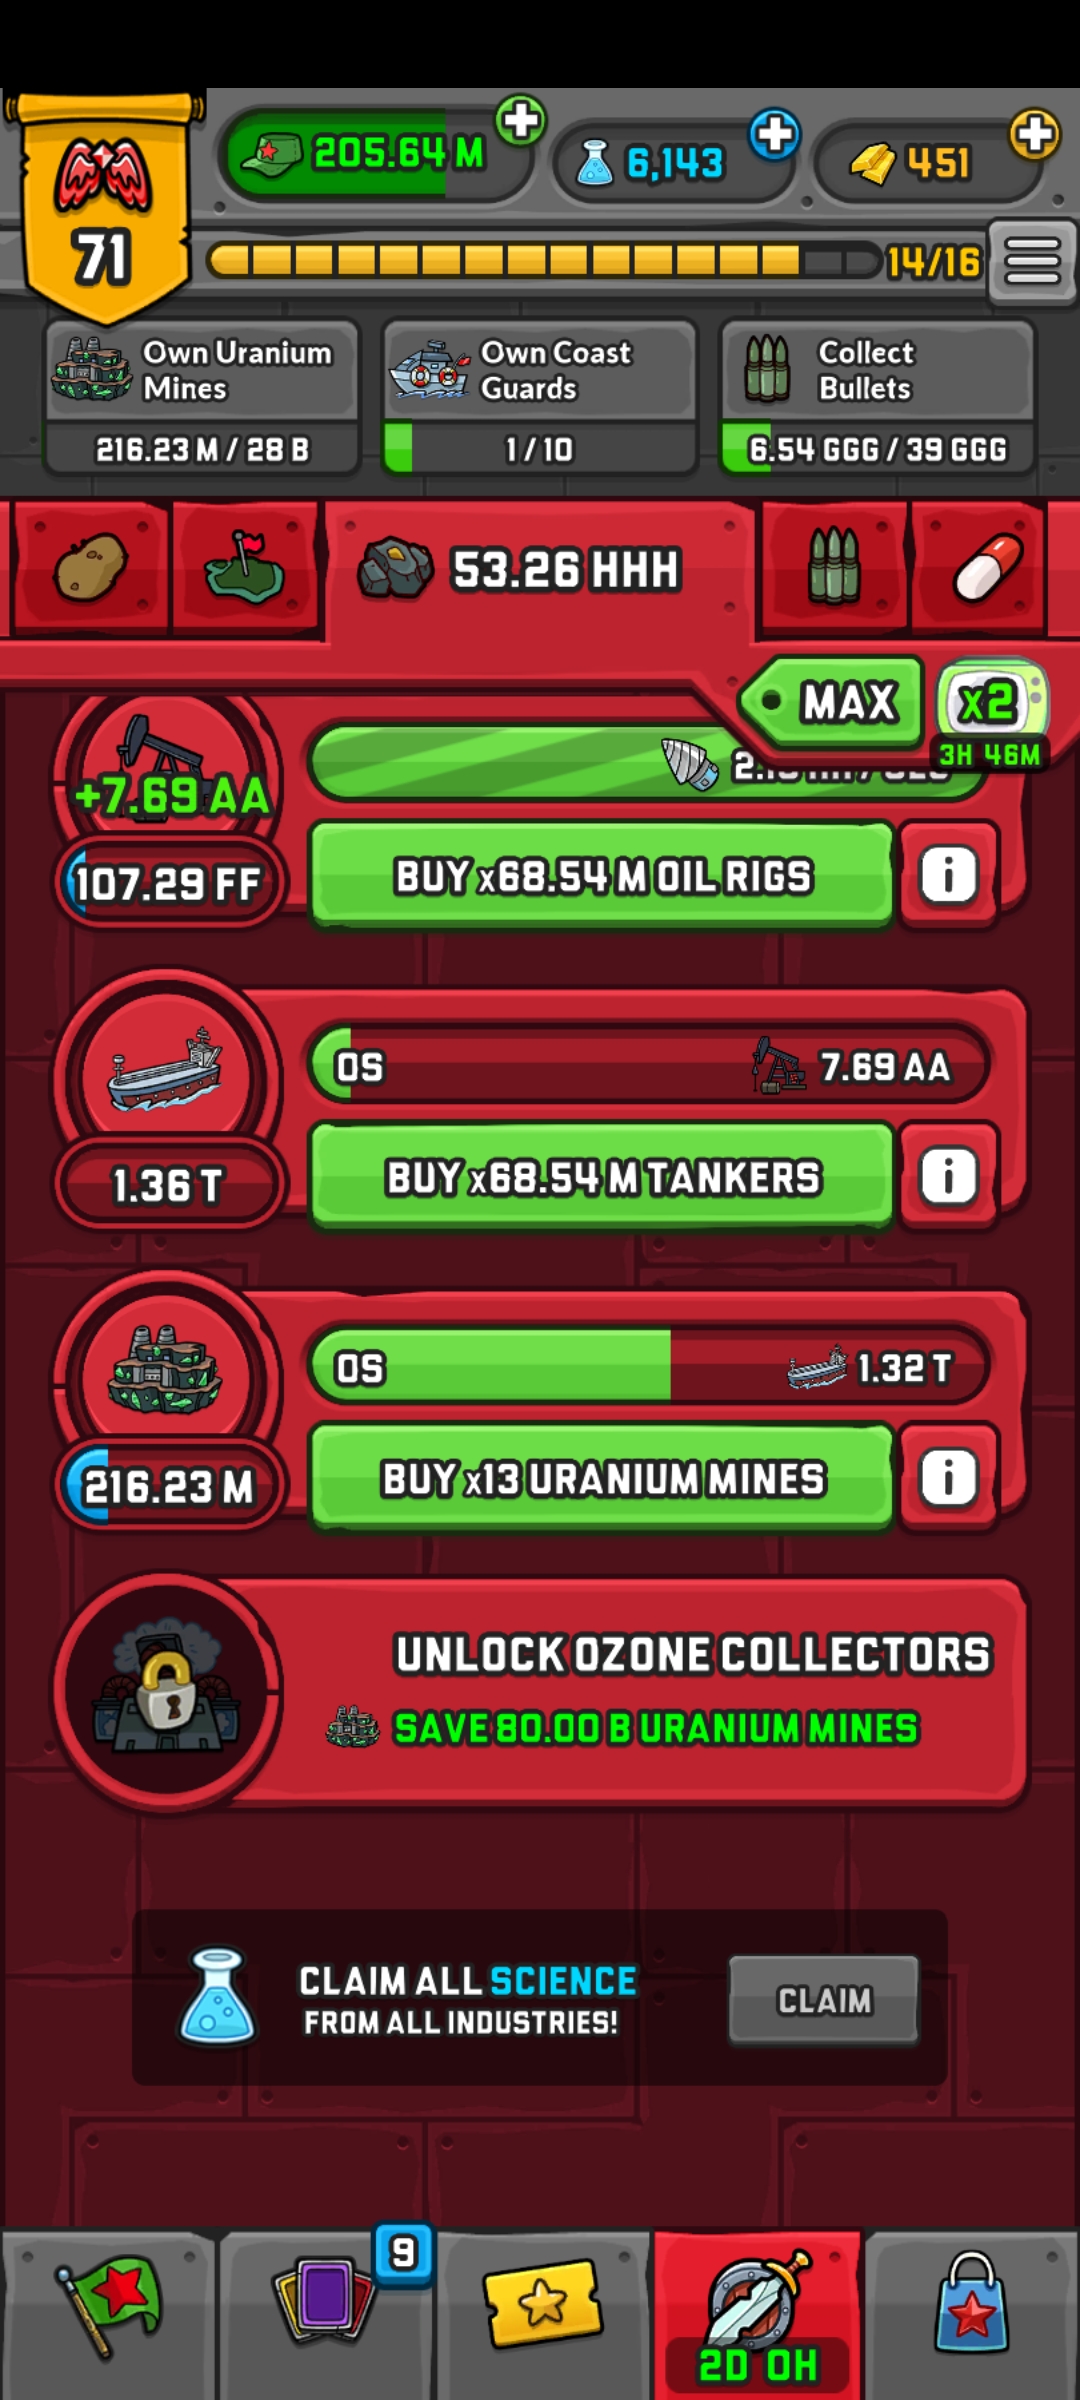 71
205.64 M
6,143
451
14/16
Own Uranium
Mines
216.23 M / 28 B
Own Coast
Guards
1 / 10
Collect
Bullets
6.54 GGG / 39 GGG
53.26 HHH
MAX
x2
3H 46M
+7.69 AA
107.29 FF
BUY x68.54 M OIL RIGS
i
0S
7.69 AA
1.36 T
BUY x68.54 M TANKERS
i
0S
1.32 T
216.23 M
BUY x13 URANIUM MINES
i
UNLOCK OZONE COLLECTORS
SAVE 80.00 B URANIUM MINES
CLAIM ALL SCIENCE
FROM ALL INDUSTRIES!
CLAIM
9
2D 0H